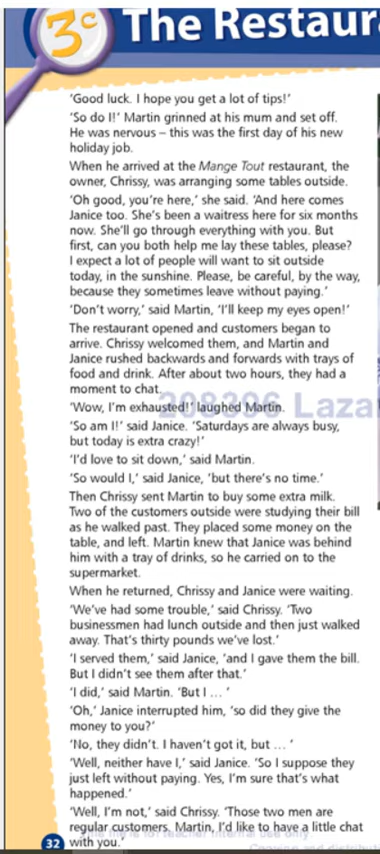 3c The Restaur
'Good luck. I hope you get a lot of tips!'
'So do I!' Martin grinned at his mum and set off.
He was nervous – this was the first day of his new
holiday job.
When he arrived at the Mange Tout restaurant, the
owner, Chrissy, was arranging some tables outside.
'Oh good, you're here,' she said. 'And here comes
Janice too. She's been a waitress here for six months
now. She'll go through everything with you. But
first, can you both help me lay these tables, please?
I expect a lot of people will want to sit outside
today, in the sunshine. Please, be careful, by the way,
because they sometimes leave without paying.'
'Don't worry,' said Martin, 'I'll keep my eyes open!'
The restaurant opened and customers began to
arrive. Chrissy welcomed them, and Martin and
Janice rushed backwards and forwards with trays of
food and drink. After about two hours, they had a
moment to chat.
208396 Laza
'Wow, I'm exhausted!' laughed Martin.
'So am I!' said Janice. 'Saturdays are always busy,
but today is extra crazy!'
'I'd love to sit down,' said Martin.
'So would I,' said Janice, 'but there's no time.'
Then Chrissy sent Martin to buy some extra milk.
Two of the customers outside were studying their bill
as he walked past. They placed some money on the
table, and left. Martin knew that Janice was behind
him with a tray of drinks, so he carried on to the
supermarket.
When he returned, Chrissy and Janice were waiting.
'We've had some trouble,' said Chrissy. 'Two
businessmen had lunch outside and then just walked
away. That's thirty pounds we've lost.'
'I served them,' said Janice, 'and I gave them the bill.
But I didn't see them after that.'
'I did,' said Martin. 'But I ... '
'Oh,' Janice interrupted him, 'so did they give the
money to you?'
'No, they didn't. I haven't got it, but ... '
'Well, neither have I,' said Janice. 'So I suppose they
just left without paying. Yes, I'm sure that's what
happened.'
'Well, I'm not,' said Chrissy. 'Those two men are
regular customers. Martin, I'd like to have a little chat
with you.'
32